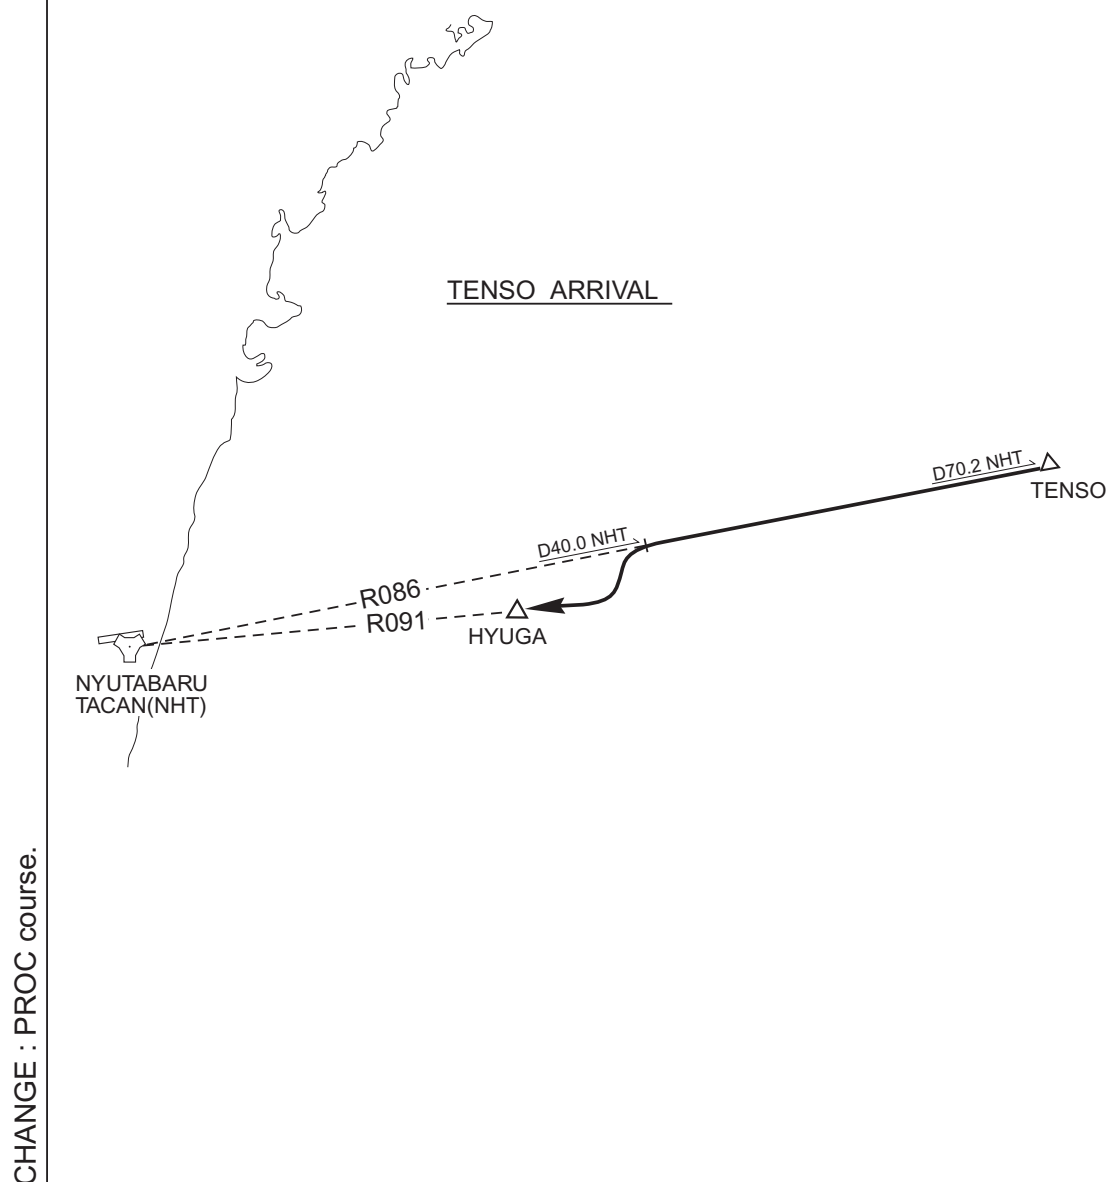 TENSO ARRIVAL
D70.2 NHT
TENSO
D40.0 NHT
R086
R091
HYUGA
NYUTABARU
TACAN(NHT)
CHANGE : PROC course.